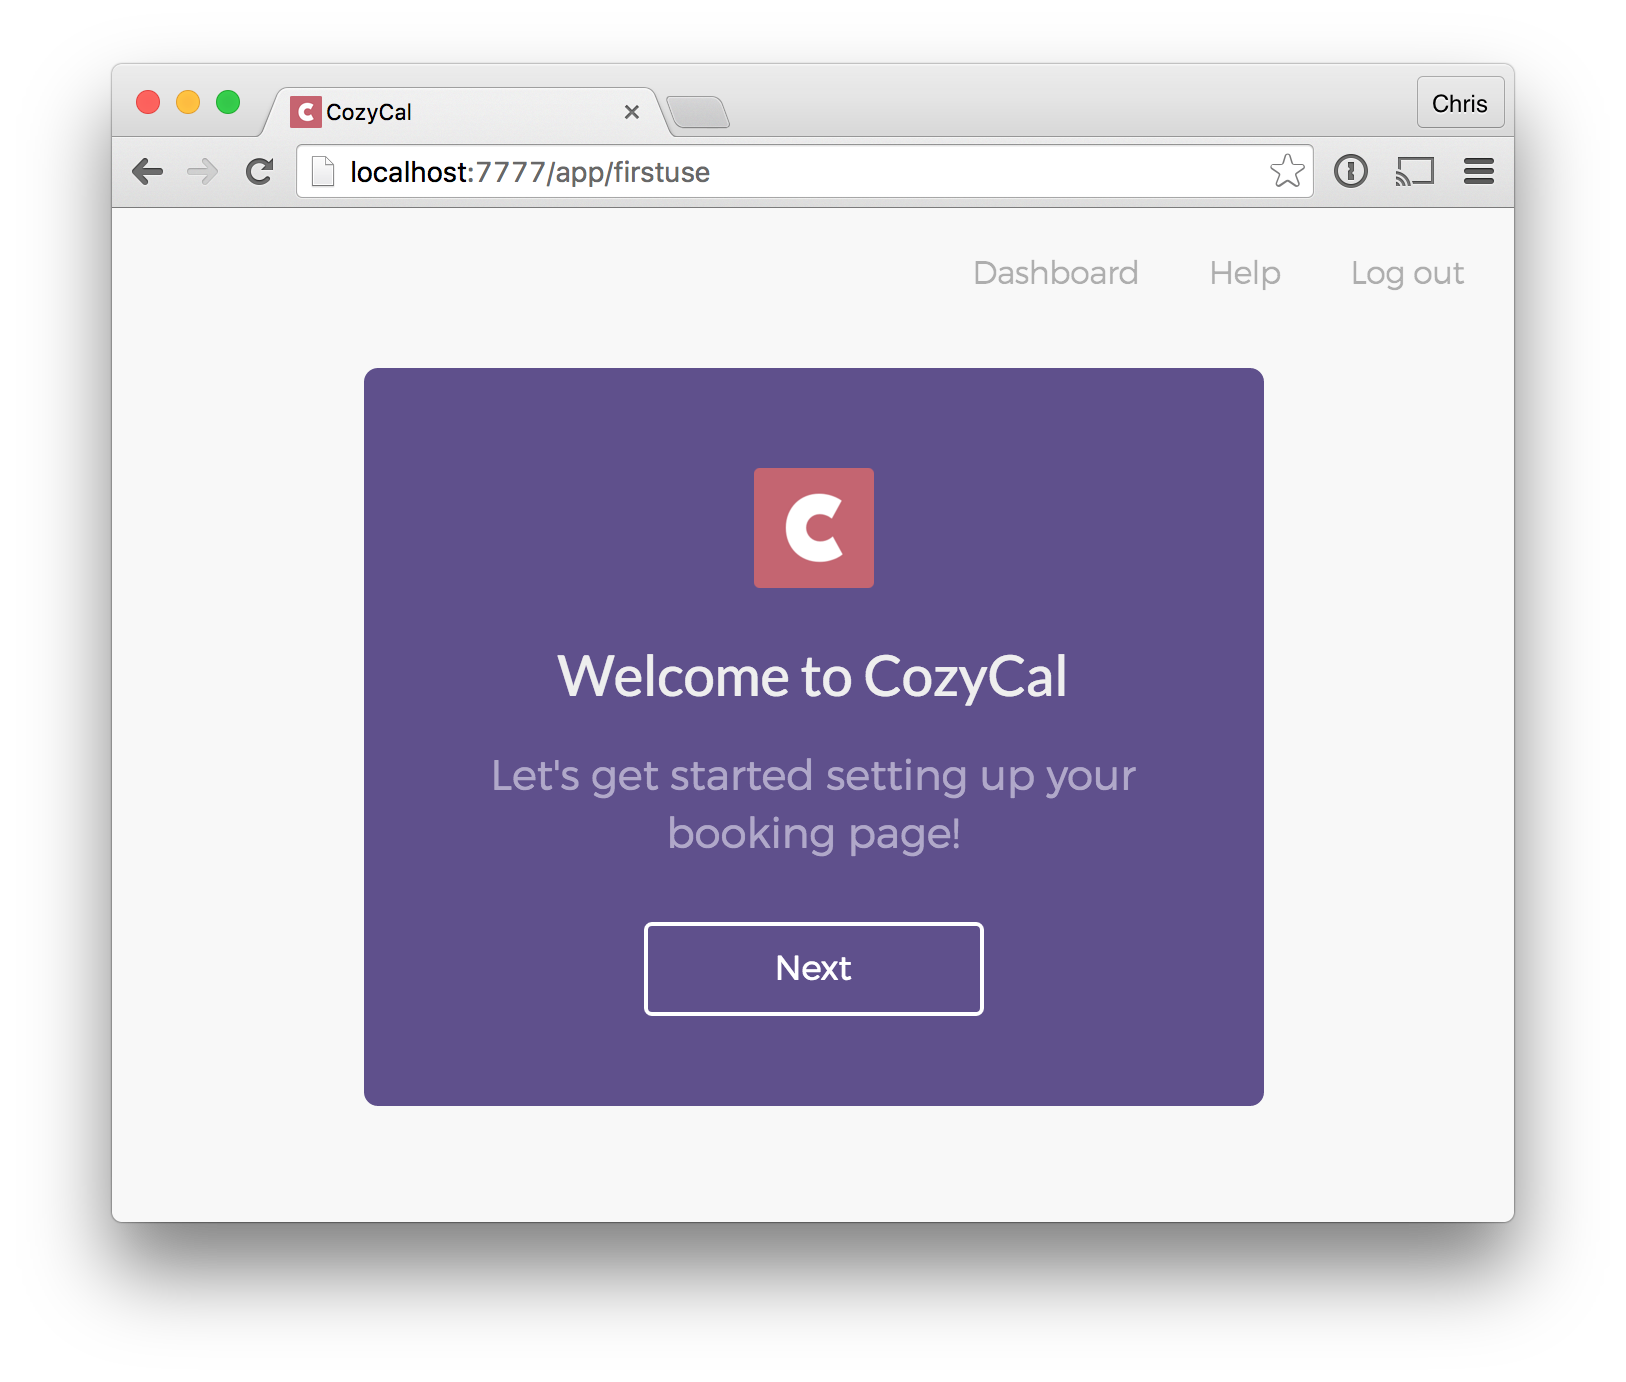 CozyCal
Chris
localhost:7777/app/firstuse
Dashboard Help Log out
C
Welcome to CozyCal
Let's get started setting up your
booking page!
Next